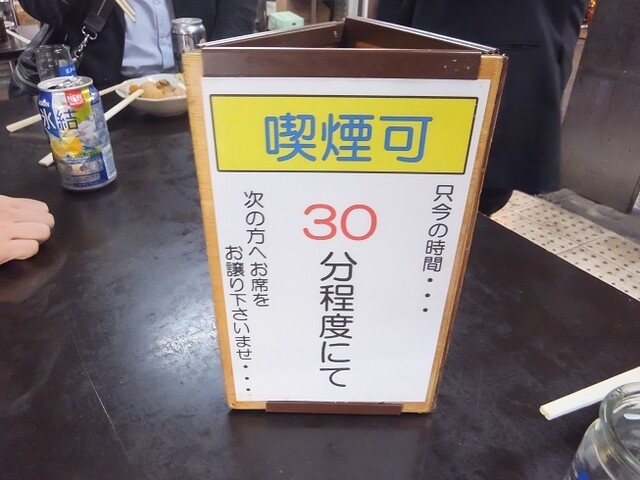 喫煙可
只今の時間・・・
30
分程度にて
次の方へお席を
お譲り下さいませ・・・
氷結